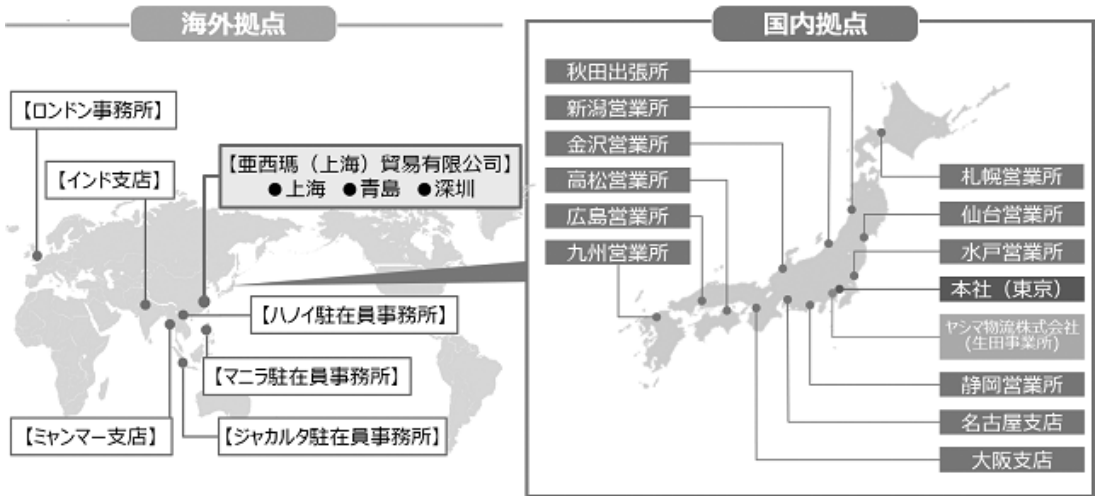 海外拠点
【ロンドン事務所】
【インド支店】
【亜西瑪(上海)貿易有限公司】
●上海 ●青島 ●深圳
【ハノイ駐在員事務所】
【マニラ駐在員事務所】
【ミャンマー支店】
【ジャカルタ駐在員事務所】
国内拠点
秋田出張所
新潟営業所
金沢営業所
高松営業所
広島営業所
九州営業所
札幌営業所
仙台営業所
水戸営業所
本社(東京)
ヤシマ物流株式会社
(生田事業所)
静岡営業所
名古屋支店
大阪支店